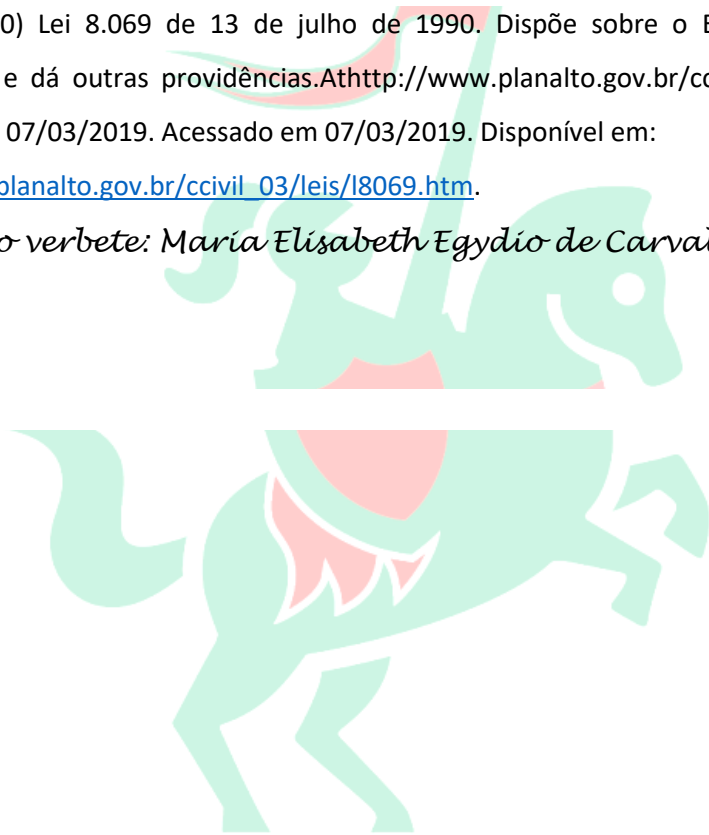 0) Lei 8.069 de 13 de julho de 1990. Dispõe sobre o E
e dá outras providências.Athttp://www.planalto.gov.br/cc
07/03/2019. Acessado em 07/03/2019. Disponível em:
planalto.gov.br/ccivil_03/leis/l8069.htm.
o verbete: Maria Elisabeth Egydio de Carval